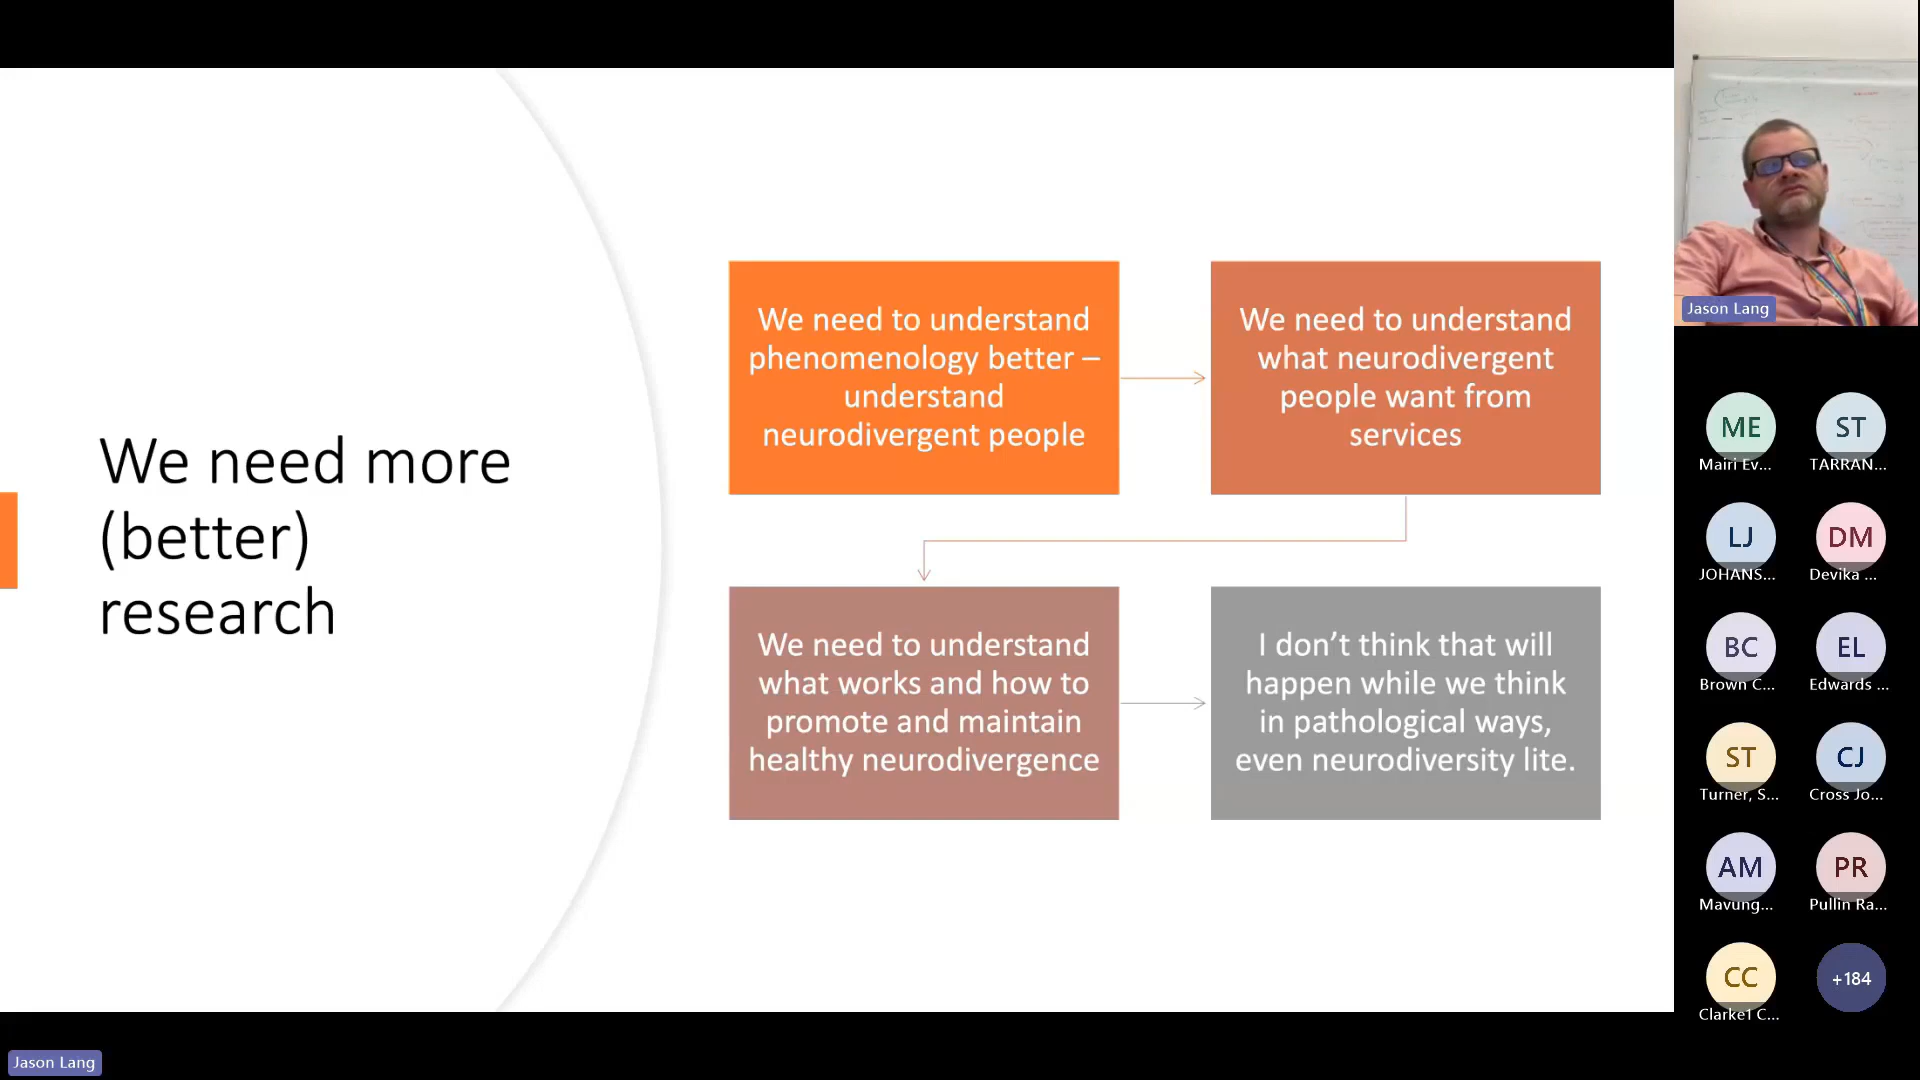 We need more
(better)
research
We need to understand
phenomenology better –
understand
neurodivergent people
We need to understand
what neurodivergent
people want from
services
We need to understand
what works and how to
promote and maintain
healthy neurodivergence
I don’t think that will
happen while we think
in pathological ways,
even neurodiversity lite.
Jason Lang
ME
Mairi Ev...
ST
TARRAN...
LJ
JOHANS...
DM
Devika ...
BC
Brown C...
EL
Edwards ...
ST
Turner, S...
CJ
Cross Jo...
AM
Mavung...
PR
Pullin Ra...
CC
Clarke1 C...
+184
Jason Lang